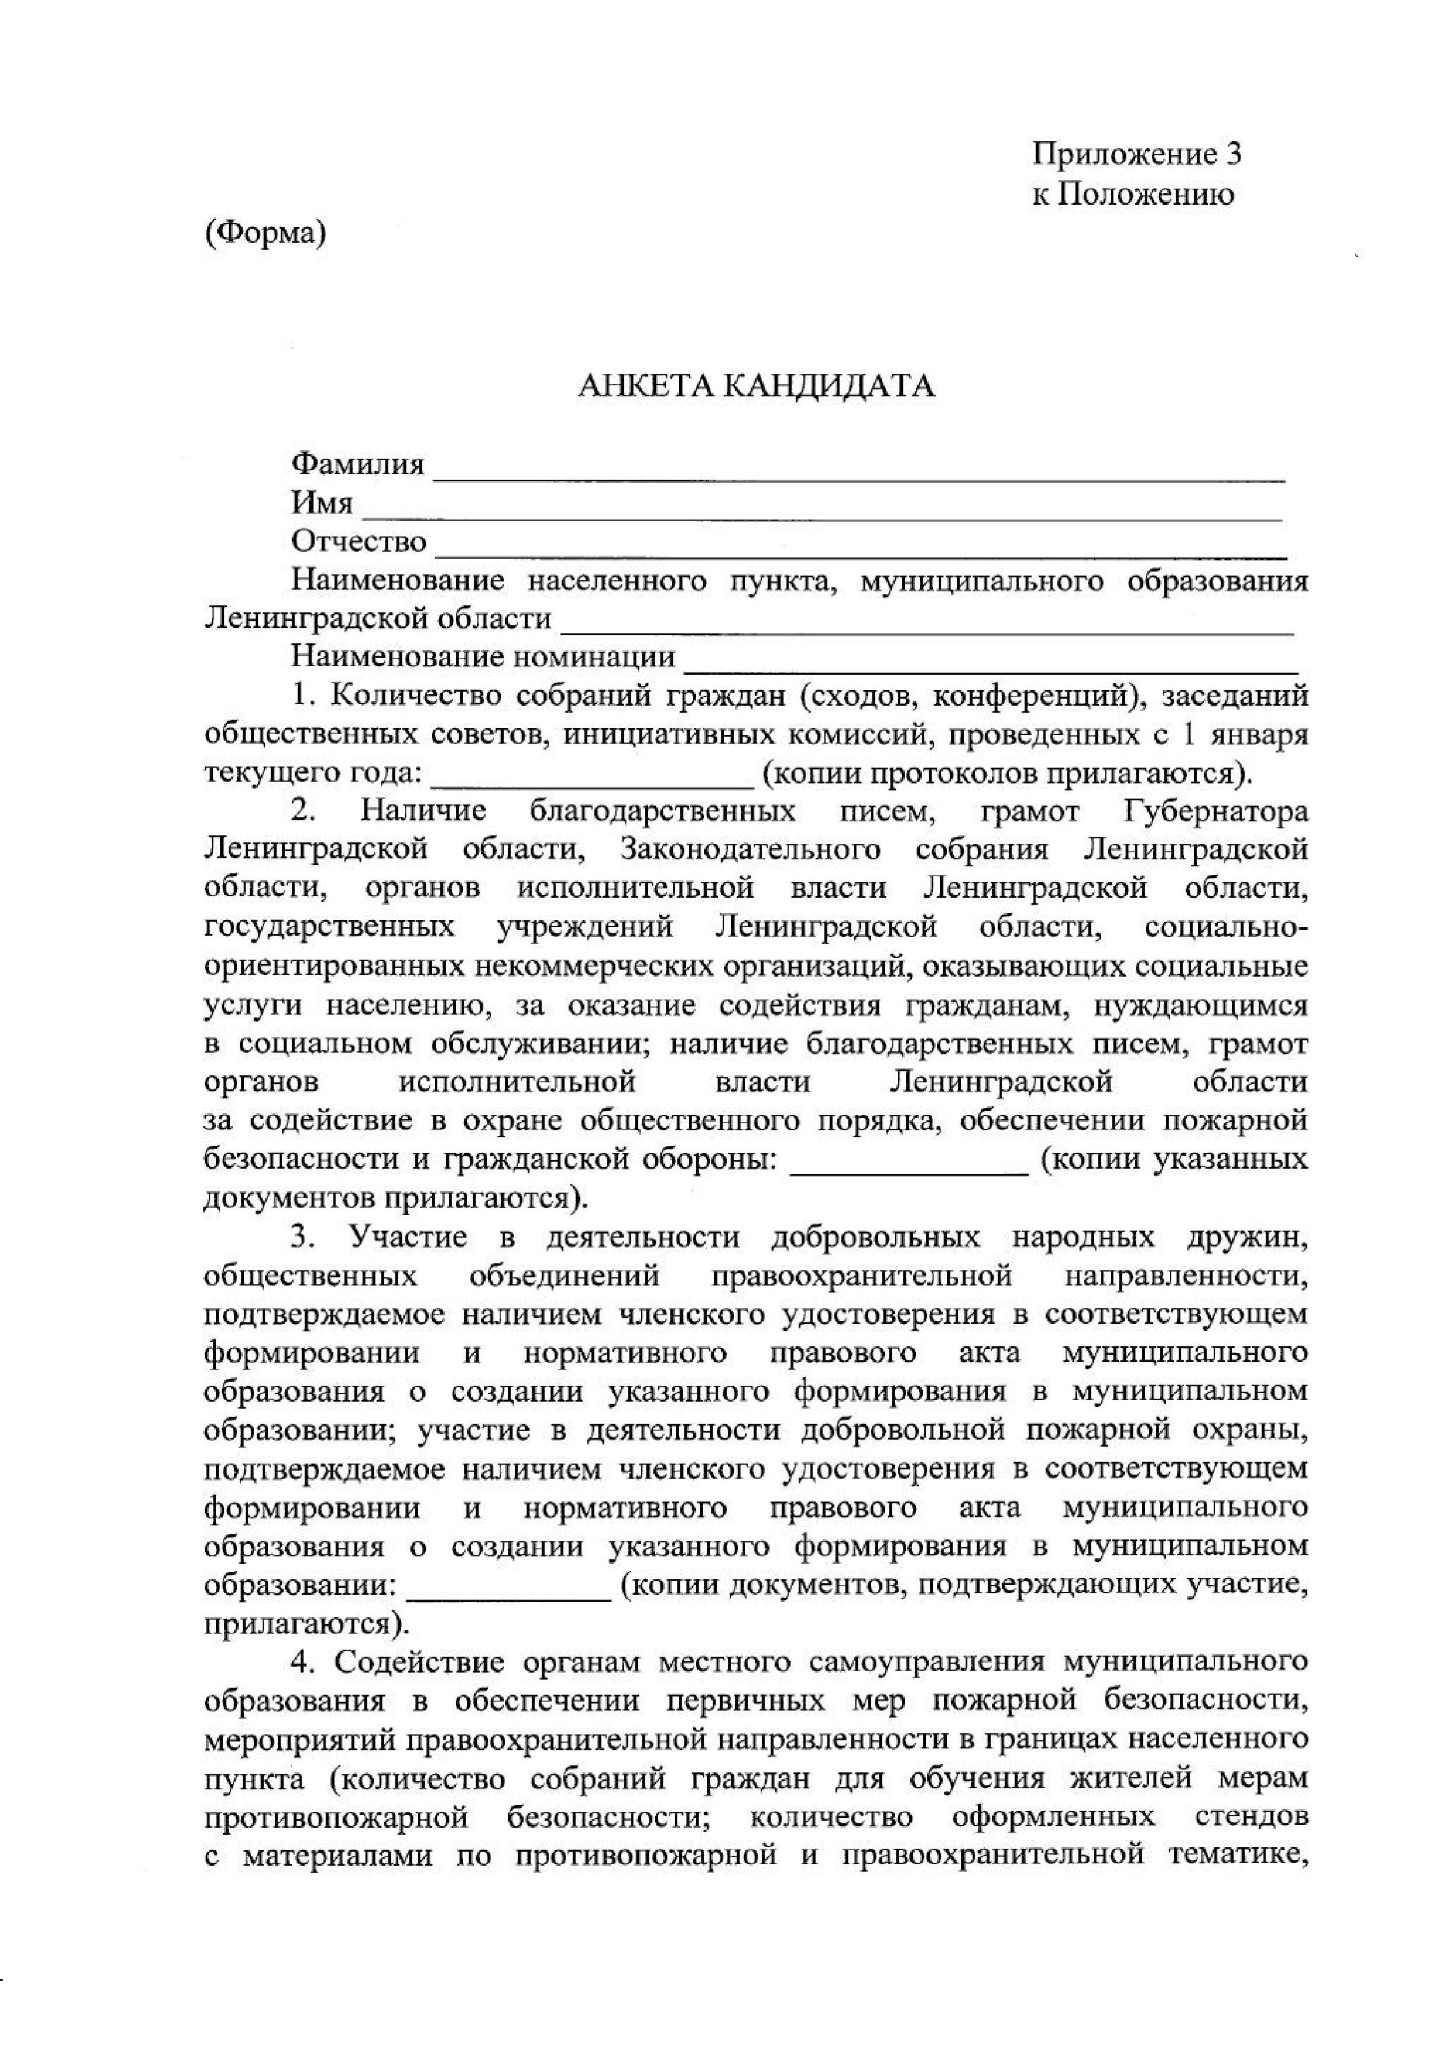 Приложение 3
к Положению
(Форма)
АНКЕТА КАНДИДАТА
Фамилия
Имя
Отчество
Наименование населенного пункта, муниципального образования
Ленинградской области
Наименование номинации
1. Количество собраний граждан (сходов, конференций), заседаний
общественных советов, инициативных комиссий, проведенных с 1 января
текущего года: ________________ (копии протоколов прилагаются).
2. Наличие благодарственных писем, грамот Губернатора
Ленинградской области, Законодательного собрания Ленинградской
области, органов исполнительной власти Ленинградской области,
государственных учреждений Ленинградской области, социально-
ориентированных некоммерческих организаций, оказывающих социальные
услуги населению, за оказание содействия гражданам, нуждающимся
в социальном обслуживании; наличие благодарственных писем, грамот
органов исполнительной власти Ленинградской области
за содействие в охране общественного порядка, обеспечении пожарной
безопасности и гражданской обороны: ______________ (копии указанных
документов прилагаются).
3. Участие в деятельности добровольных народных дружин,
общественных объединений правоохранительной направленности,
подтверждаемое наличием членского удостоверения в соответствующем
формировании и нормативного правового акта муниципального
образования о создании указанного формирования в муниципальном
образовании; участие в деятельности добровольной пожарной охраны,
подтверждаемое наличием членского удостоверения в соответствующем
формировании и нормативного правового акта муниципального
образования о создании указанного формирования в муниципальном
образовании: ____________ (копии документов, подтверждающих участие,
прилагаются).
4. Содействие органам местного самоуправления муниципального
образования в обеспечении первичных мер пожарной безопасности,
мероприятий правоохранительной направленности в границах населенного
пункта (количество собраний граждан для обучения жителей мерам
противопожарной безопасности; количество оформленных стендов
с материалами по противопожарной и правоохранительной тематике,